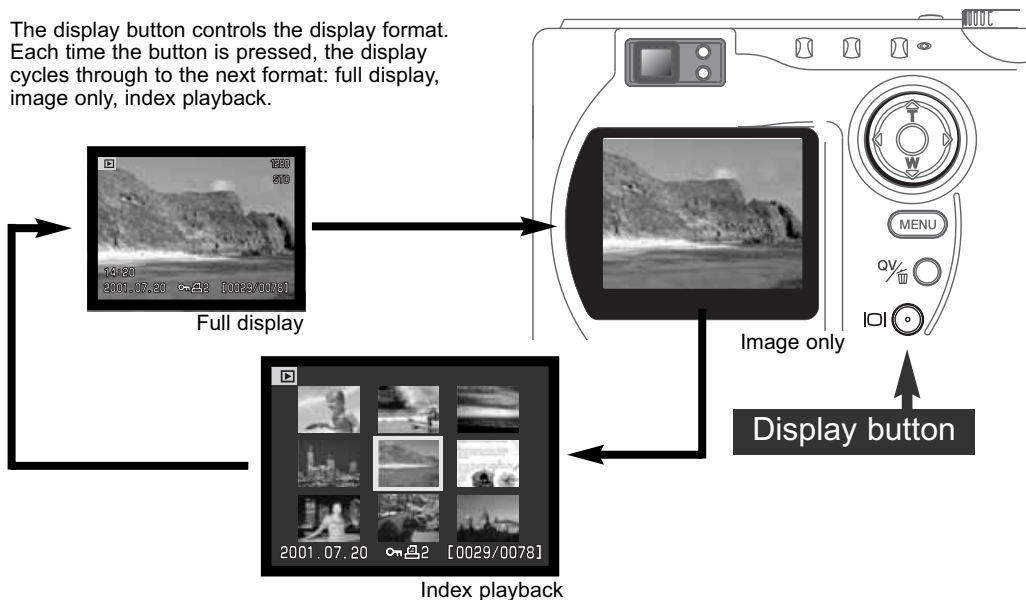 The display button controls the display format.
Each time the button is pressed, the display
cycles through to the next format: full display,
image only, index playback.
1280
STD
14:20
2001.07.20 2 [0029/0078]
Full display
T
W
MENU
QV/
Image only
Display button
2001.07.20 2 [0029/0078]
Index playback